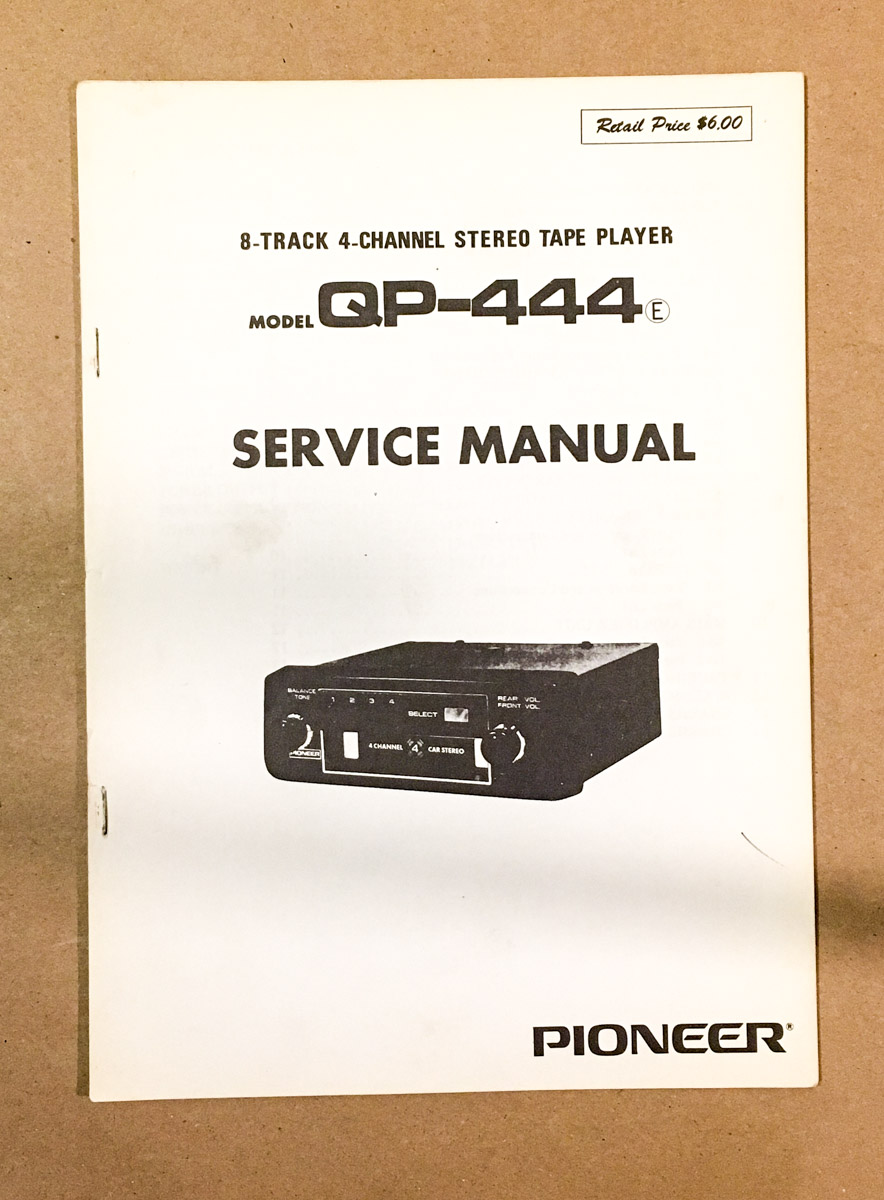 Retail Price $6.00
8-TRACK 4-CHANNEL STEREO TAPE PLAYER
MODEL QP-444 E
SERVICE MANUAL
BALANCE
TONE
1 2 3 4
SELECT
REAR VOL.
FRONT VOL.
PIONEER
4 CHANNEL 4 CAR STEREO
PIONEER®